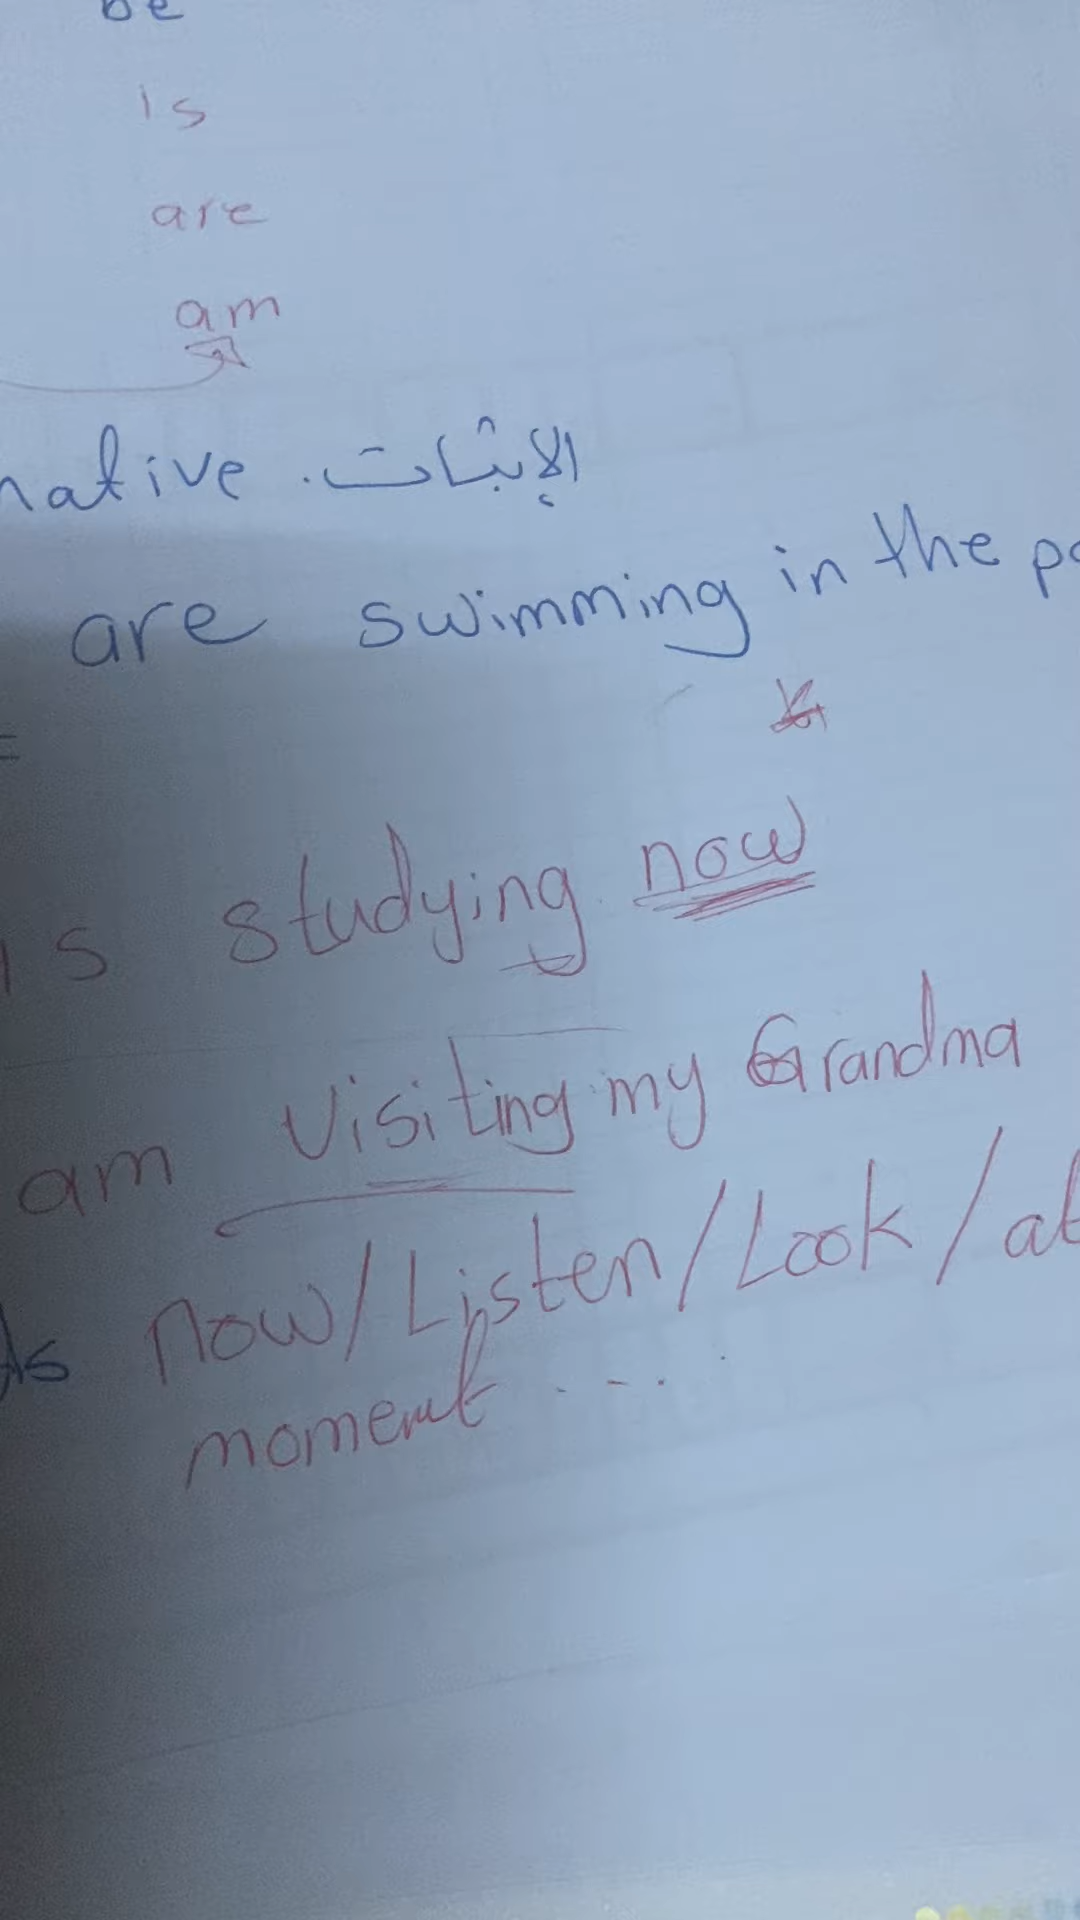 be
is
are
am
native الإثبات.
are swimming in the
is studying now
am Visiting my Grandma
now/Listen/Look/at
moment ....